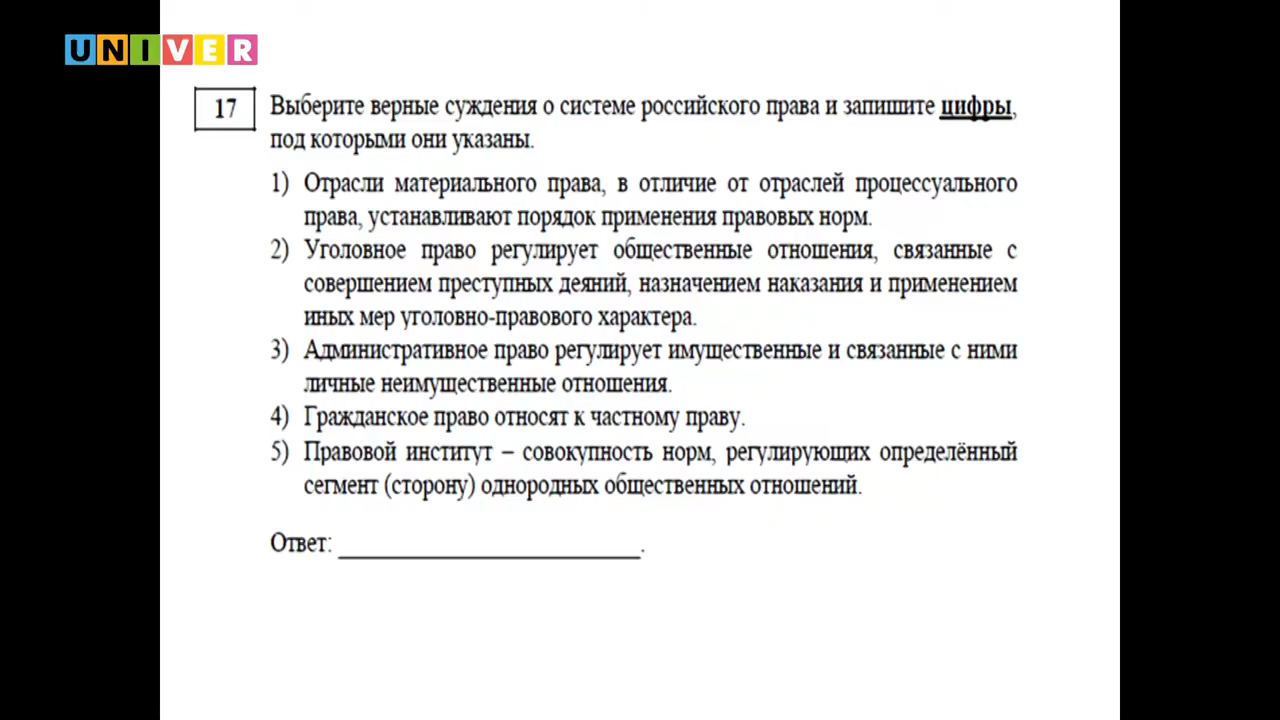 UNIVER
17 Выберите верные суждения о системе российского права и запишите цифры,
под которыми они указаны.
1) Отрасли материального права, в отличие от отраслей процессуального
права, устанавливают порядок применения правовых норм.
2) Уголовное право регулирует общественные отношения, связанные с
совершением преступных деяний, назначением наказания и применением
иных мер уголовно-правового характера.
3) Административное право регулирует имущественные и связанные с ними
личные неимущественные отношения.
4) Гражданское право относят к частному праву.
5) Правовой институт – совокупность норм, регулирующих определённый
сегмент (сторону) однородных общественных отношений.
Ответ: ____________________.